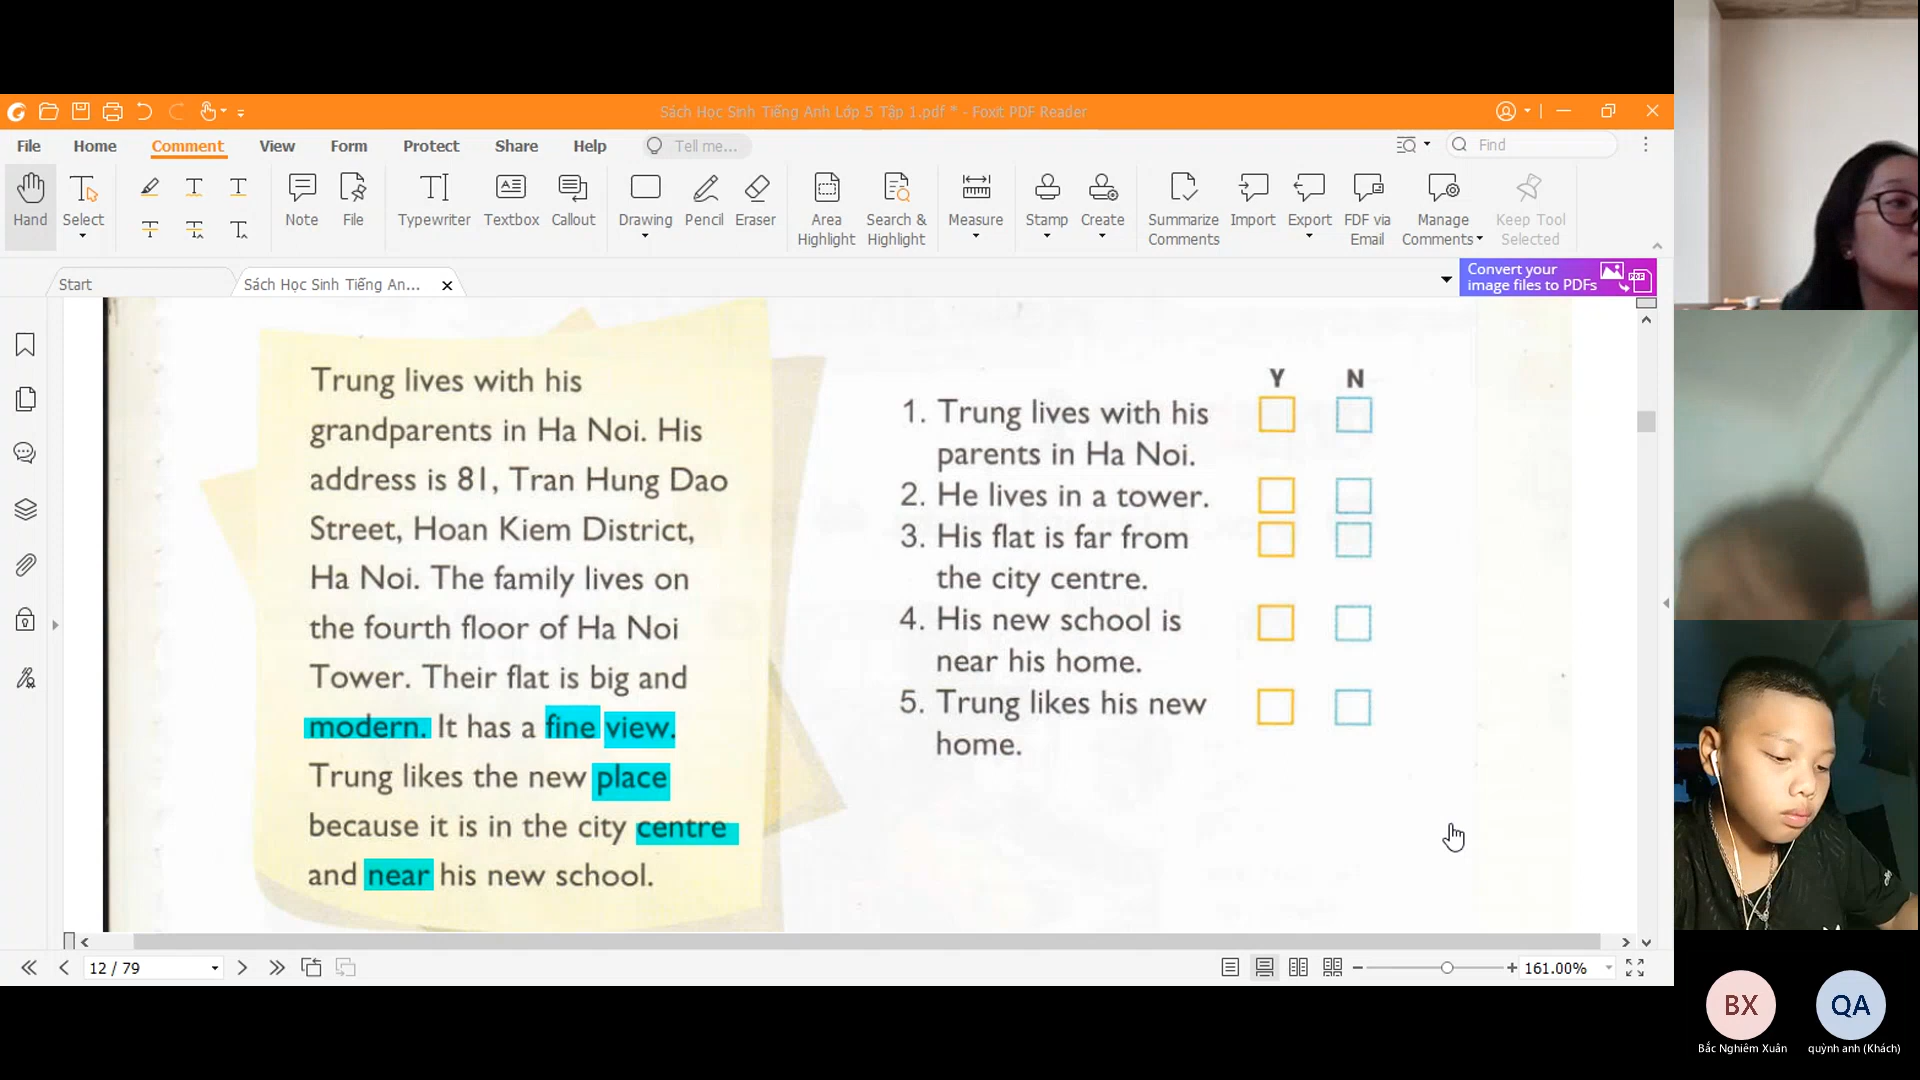 Sách Học Sinh Tiếng Anh Lớp 5 Tập 1.pdf * - Foxit PDF Reader
File Home Comment View Form Protect Share Help Tell me... Find
Hand Select Note File Typewriter Textbox Callout Drawing Pencil Eraser Area Highlight Search & Highlight Measure Stamp Create Summarize Comments Import Export FDF via Email Manage Comments Keep Tool Selected
Start Sách Học Sinh Tiếng An...
Convert your
image files to PDFs
PDF
Trung lives with his
grandparents in Ha Noi. His
address is 81, Tran Hung Dao
Street, Hoan Kiem District,
Ha Noi. The family lives on
the fourth floor of Ha Noi
Tower. Their flat is big and
modern. It has a fine view.
Trung likes the new place
because it is in the city centre
and near his new school.
Y N
1. Trung lives with his
parents in Ha Noi.
2. He lives in a tower.
3. His flat is far from
the city centre.
4. His new school is
near his home.
5. Trung likes his new
home.
12 / 79
161.00%
BX QA
Bắc Nghiêm Xuân quỳnh anh (Khách)